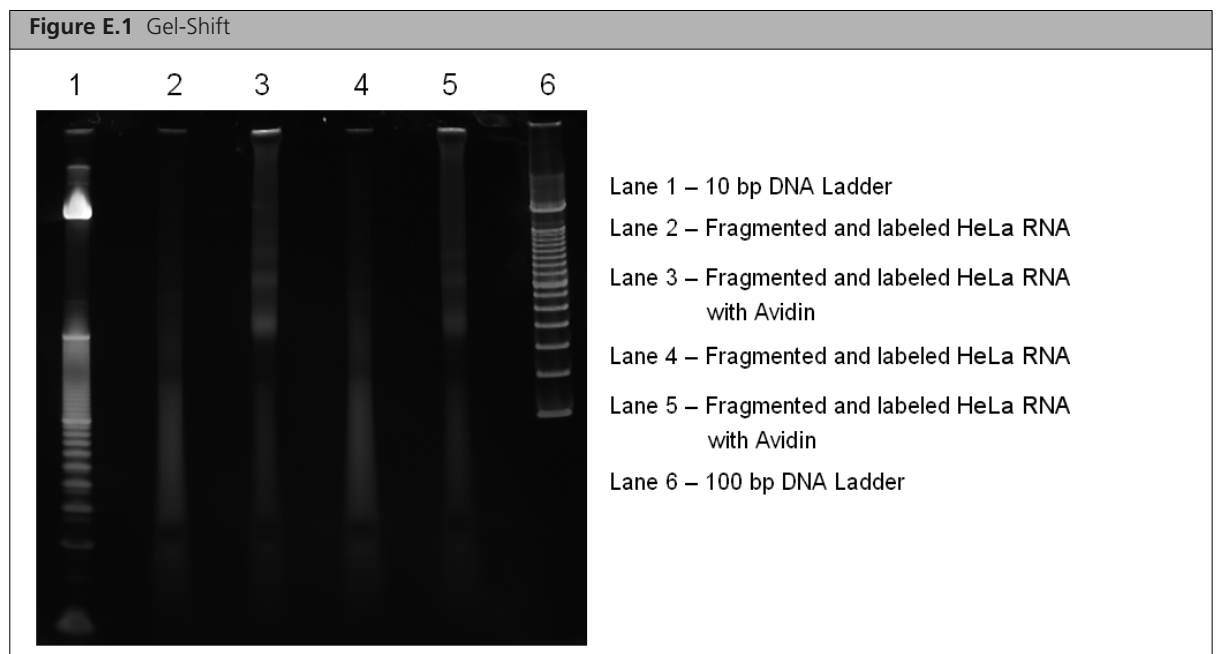 Figure E.1 Gel-Shift
1 2 3 4 5 6
Lane 1 – 10 bp DNA Ladder
Lane 2 – Fragmented and labeled HeLa RNA
Lane 3 – Fragmented and labeled HeLa RNA
with Avidin
Lane 4 – Fragmented and labeled HeLa RNA
Lane 5 – Fragmented and labeled HeLa RNA
with Avidin
Lane 6 – 100 bp DNA Ladder